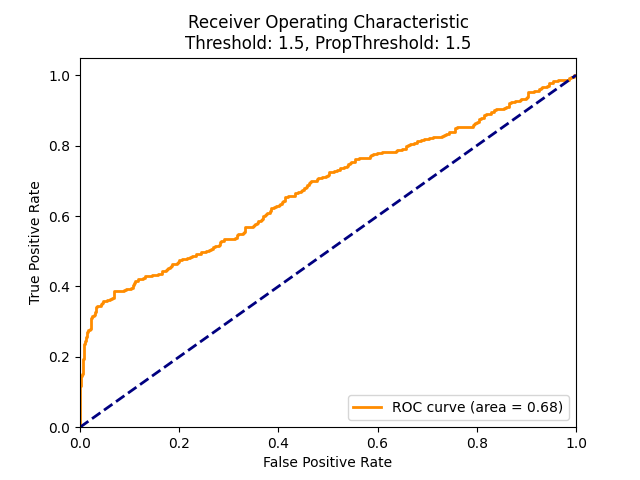 Receiver Operating Characteristic
Threshold: 1.5, PropThreshold: 1.5
1.0
0.8
0.6
0.4
0.2
0.0
True Positive Rate
ROC curve (area = 0.68)
0.0 0.2 0.4 0.6 0.8 1.0
False Positive Rate